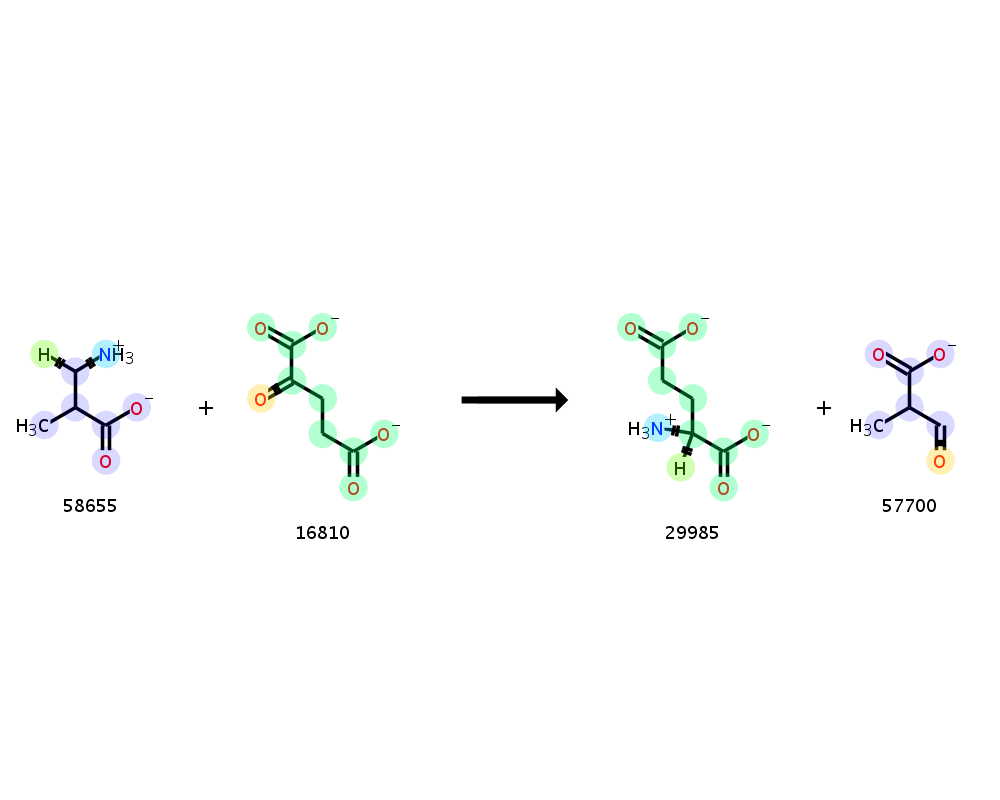 H NH3+
H3C O−
O
58655
+
O O−
O
O−
O
16810
O O−
H3N+ O−
H
O
29985
+
O O−
H3C
O
57700